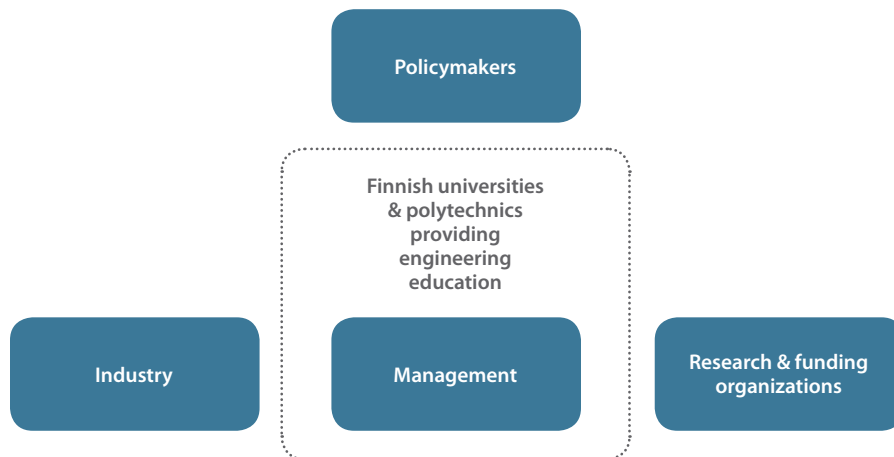 Policymakers
Finnish universities
& polytechnics
providing
engineering
education
Industry
Management
Research & funding
organizations